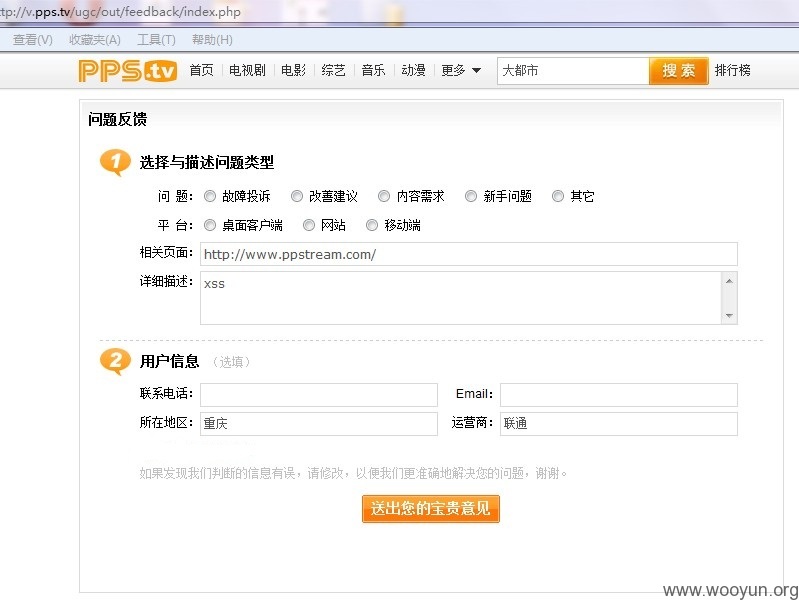 ttp://v.pps.tv/ugc/out/feedback/index.php
查看(V) 收藏夹(A) 工具(T) 帮助(H)
PPS.tv 首页 电视剧 电影 综艺 音乐 动漫 更多 大都市 搜 索 排行榜
问题反馈
1 选择与描述问题类型
问 题: 故障投诉 改善建议 内容需求 新手问题 其它
平 台: 桌面客户端 网站 移动端
相关页面: http://www.ppstream.com/
详细描述: xss
2 用户信息 (选填)
联系电话: Email:
所在地区: 重庆 运营商: 联通
如果发现我们判断的信息有误,请修改,以便我们更准确地解决您的问题,谢谢。
送出您的宝贵意见
www.wooyun.org